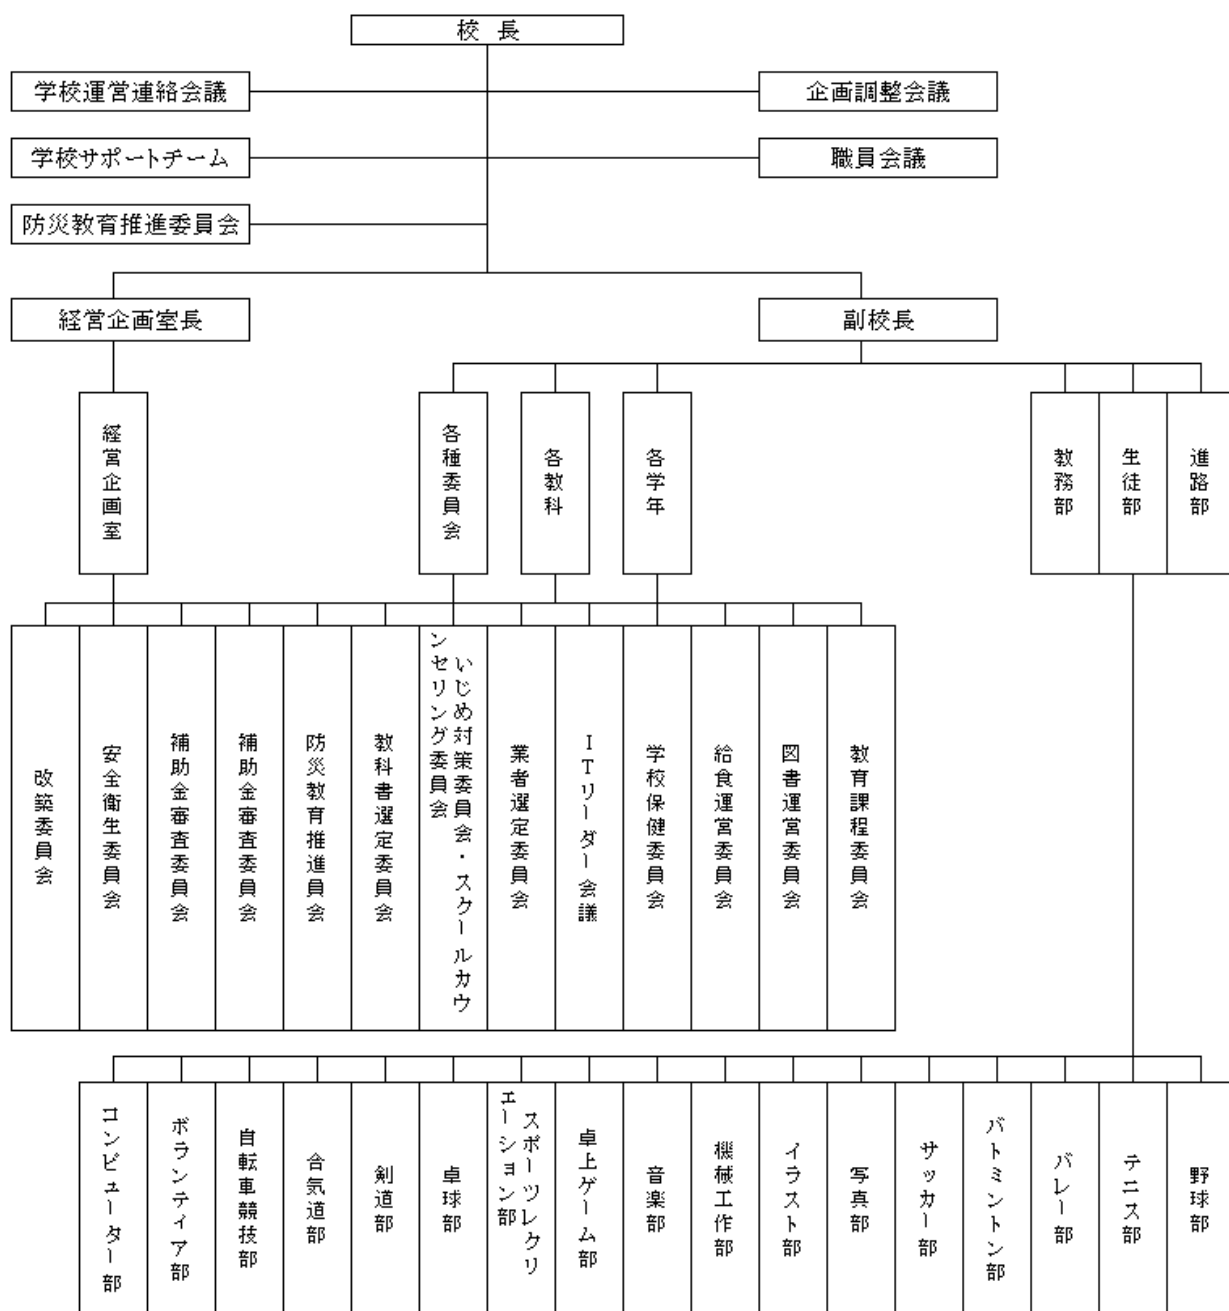 校長
学校運営連絡会議
企画調整会議
学校サポートチーム
職員会議
防災教育推進委員会
経営企画室長
副校長
経営企画室
各種委員会
各教科
各学年
教務部
生徒部
進路部
改築委員会
安全衛生委員会
補助金審査委員会
補助金審査委員会
防災教育推進員会
教科書選定委員会
いじめ対策委員会・スクールカウ
ンセリング委員会
業者選定委員会
ITリーダー会議
学校保健委員会
給食運営委員会
図書運営委員会
教育課程委員会
コンピューター部
ボランティア部
自転車競技部
合気道部
剣道部
卓球部
スポーツレクリ
エーション部
卓上ゲーム部
音楽部
機械工作部
イラスト部
写真部
サッカー部
バトミントン部
バレー部
テニス部
野球部